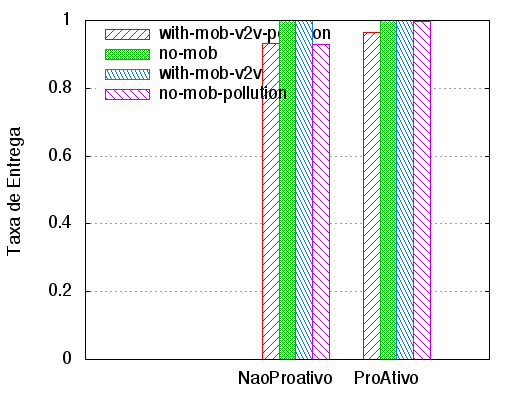 1
0.8
0.6
0.4
0.2
0
Taxa de Entrega
with-mob-v2v-pollution
no-mob
with-mob-v2v
no-mob-pollution
NaoProativo ProAtivo